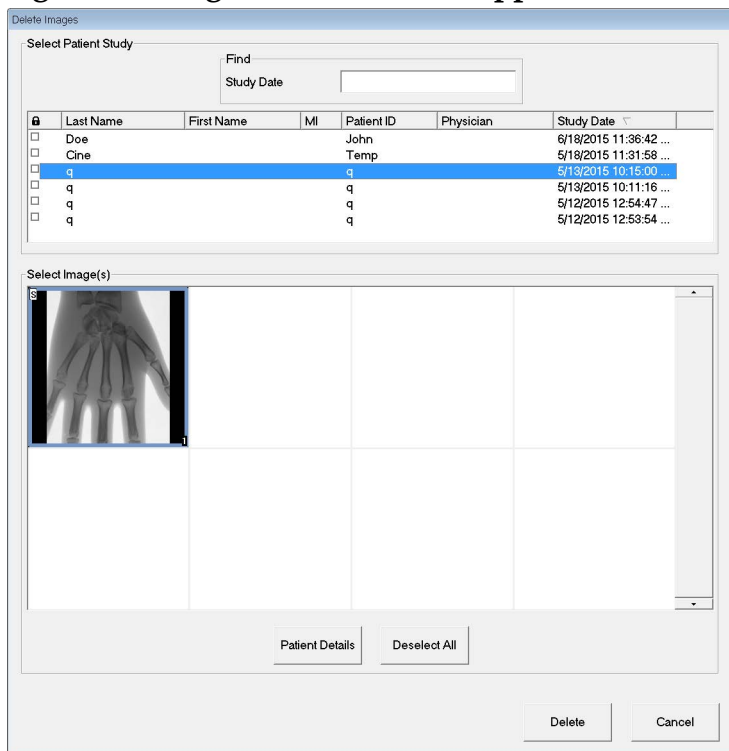 Delete Images
Select Patient Study
Find
Study Date
Last Name First Name MI Patient ID Physician Study Date
Doe John 6/18/2015 11:36:42 ...
Cine Temp 5/18/2015 11:31:58 ...
q q 5/13/2015 10:15:00 ...
q q 5/13/2015 10:11:16 ...
q q 5/12/2015 12:54:47 ...
q q 5/12/2015 12:53:54 ...
Select Image(s)
S
1
Patient Details Deselect All
Delete Cancel